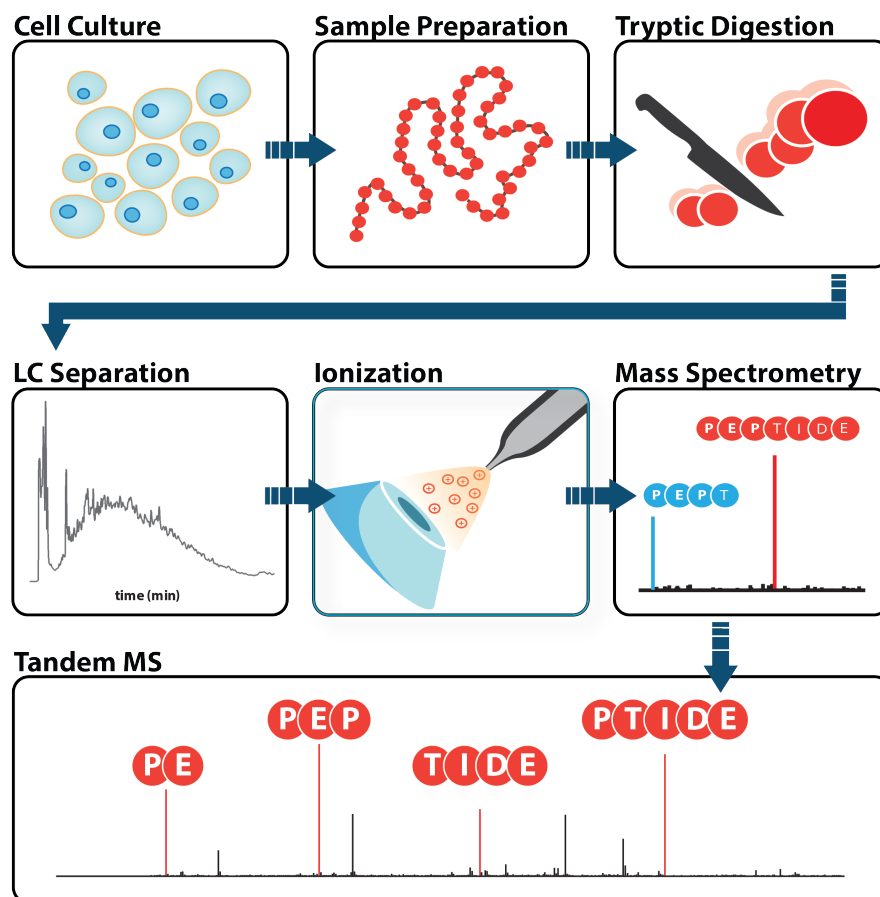 Cell Culture
Sample Preparation
Tryptic Digestion
LC Separation
Ionization
Mass Spectrometry
time (min)
+ + + + + + + + + +
PEPTIDE
PEPT
Tandem MS
PE
PEP
TIDE
PTIDE